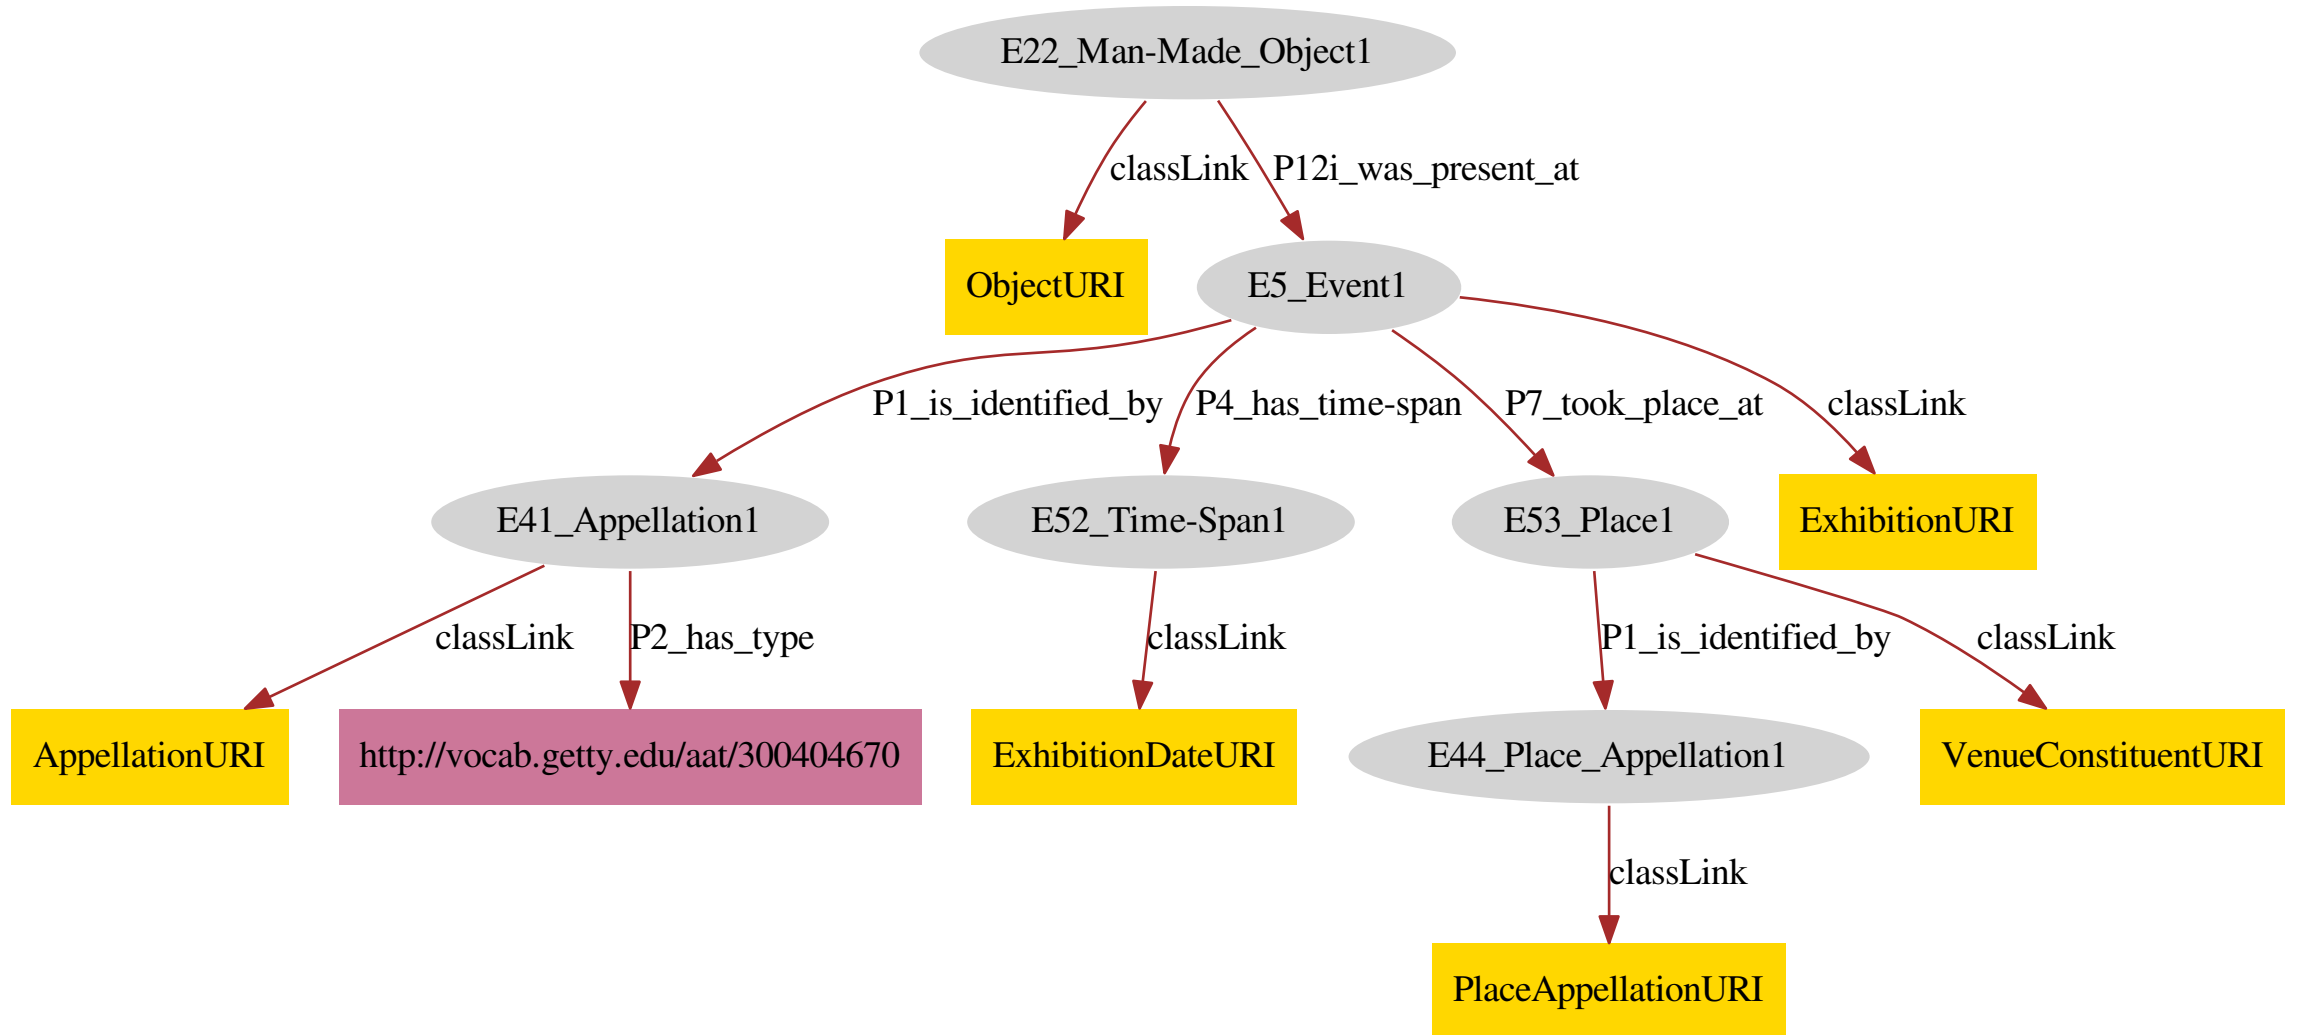 E22_Man-Made_Object1
classLink
P12i_was_present_at
ObjectURI
E5_Event1
P1_is_identified_by
P4_has_time-span
P7_took_place_at
classLink
E41_Appellation1
E52_Time-Span1
E53_Place1
ExhibitionURI
classLink
P2_has_type
classLink
P1_is_identified_by
classLink
AppellationURI
http://vocab.getty.edu/aat/300404670
ExhibitionDateURI
E44_Place_Appellation1
VenueConstituentURI
classLink
PlaceAppellationURI